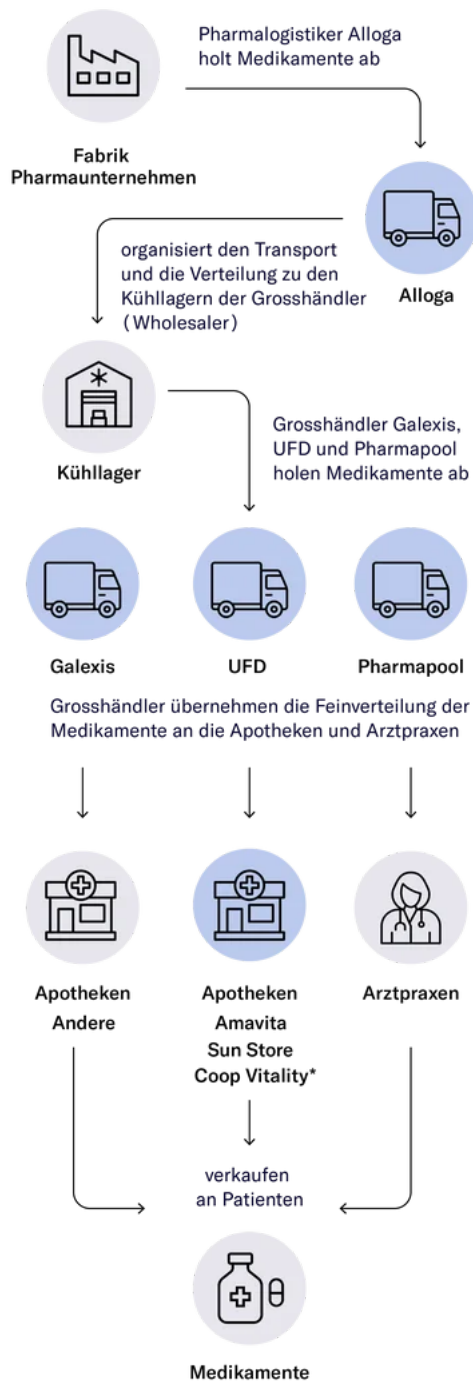 Pharmalogistiker Alloga
holt Medikamente ab
Fabrik
Pharmaunternehmen
Alloga
organisiert den Transport
und die Verteilung zu den
Kühllagern der Grosshändler
(Wholesaler)
Kühllager
Grosshändler Galexis,
UFD und Pharmapool
holen Medikamente ab
Galexis
UFD
Pharmapool
Grosshändler übernehmen die Feinverteilung der
Medikamente an die Apotheken und Arztpraxen
Apotheken
Andere
Apotheken
Amavita
Sun Store
Coop Vitality*
Arztpraxen
verkaufen
an Patienten
Medikamente